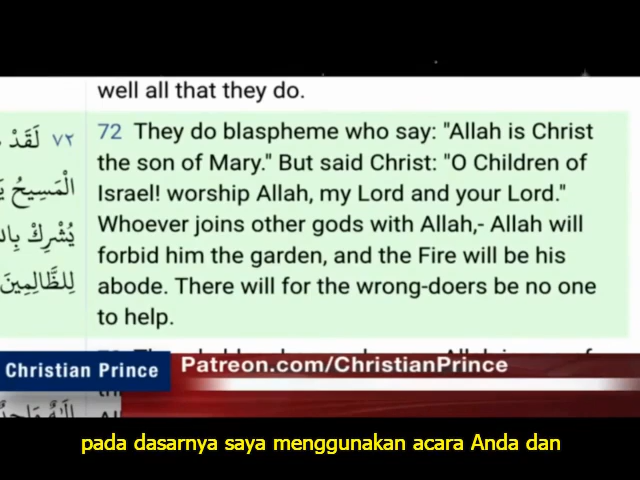 well all that they do.
٧٢ لَقَدْ
72 They do blaspheme who say: "Allah is Christ
the son of Mary." But said Christ: "O Children of
الْمَسِيحُ
Israel! worship Allah, my Lord and your Lord."
Whoever joins other gods with Allah,- Allah will
يُشْرِكْ
forbid him the garden, and the Fire will be his
لِلظَّالِمِينَ
abode. There will for the wrong-doers be no one
to help.
Christian Prince
Patreon.com/ChristianPrince
pada dasarnya saya menggunakan acara Anda dan